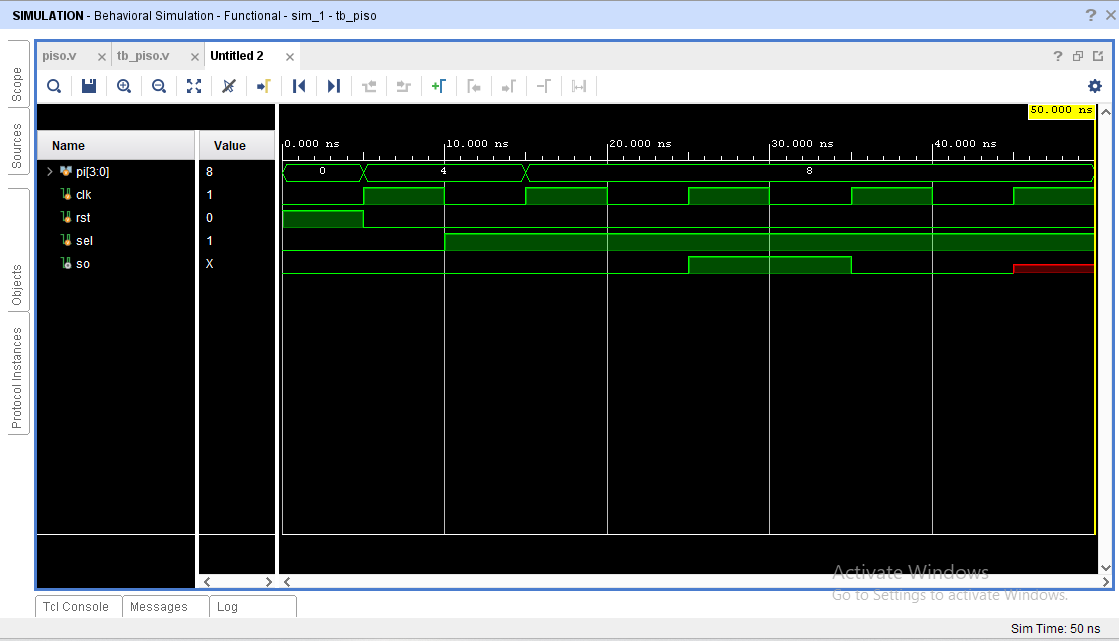 SIMULATION - Behavioral Simulation - Functional - sim_1 - tb_piso ? ×
piso.v × tb_piso.v × Untitled 2 × ?
Scope
Sources
Objects
Protocol Instances
50.000 ns
Name Value 0.000 ns 10.000 ns 20.000 ns 30.000 ns 40.000 ns
pi[3:0] 8 0 4 8
clk 1
rst 0
sel 1
so X
Activate Windows
Go to Settings to activate Windows.
Tcl Console Messages Log
Sim Time: 50 ns